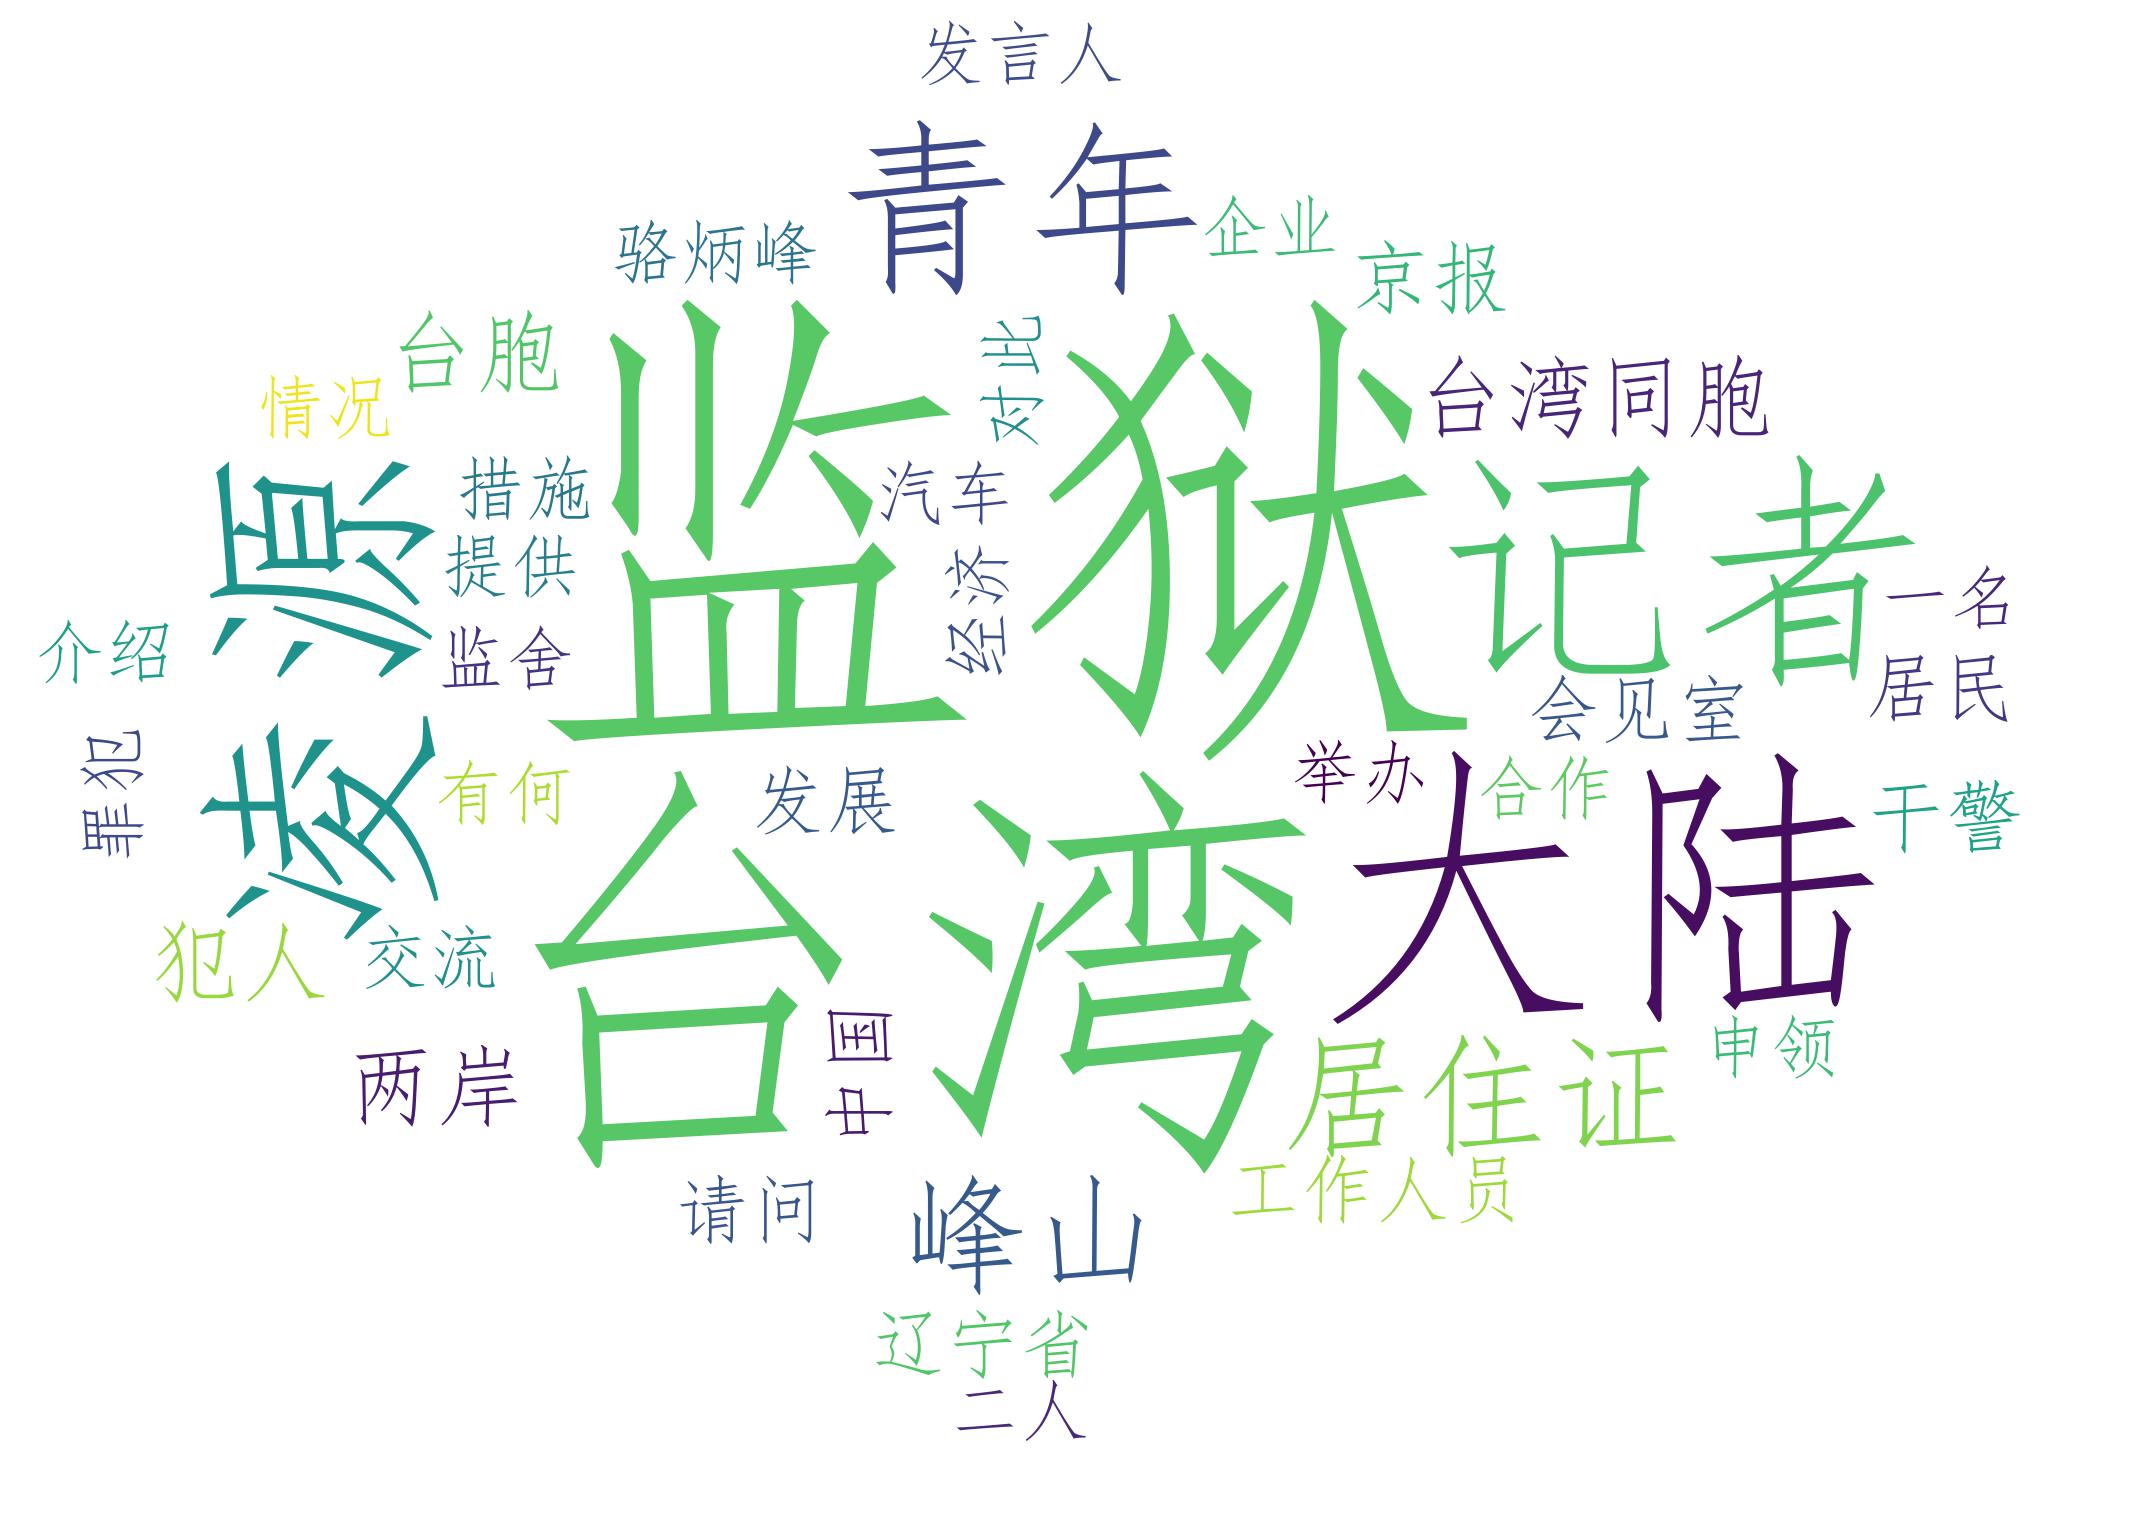 发言人
青年
企业
骆炳峰
京报
台胞
对此
台湾同胞
情况
监狱
记者
凌源
措施
汽车
提供
经济
一名
介绍
监舍
居民
会见室
罪犯
有何
发展
举办
合作
干警
台湾
大陆
犯人
交流
中国
申领
两岸
居住证
请问
峰山
工作人员
辽宁省
二人